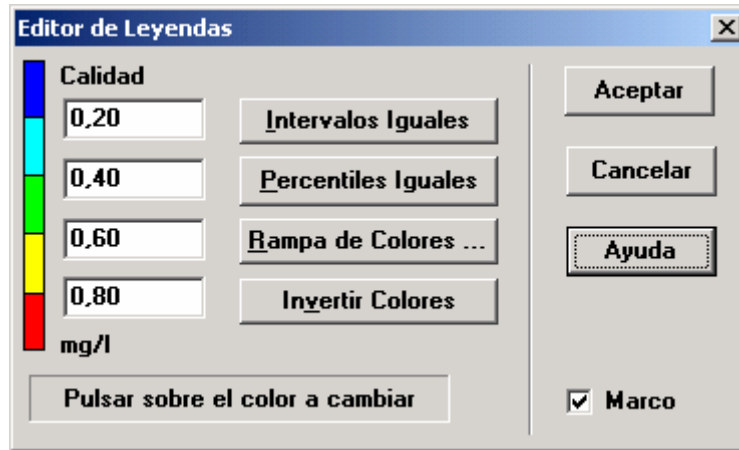 Editor de Leyendas
Calidad
0,20
Intervalos Iguales
0,40
Percentiles Iguales
0,60
Rampa de Colores ...
0,80
Invertir Colores
mg/l
Pulsar sobre el color a cambiar
Aceptar
Cancelar
Ayuda
Marco